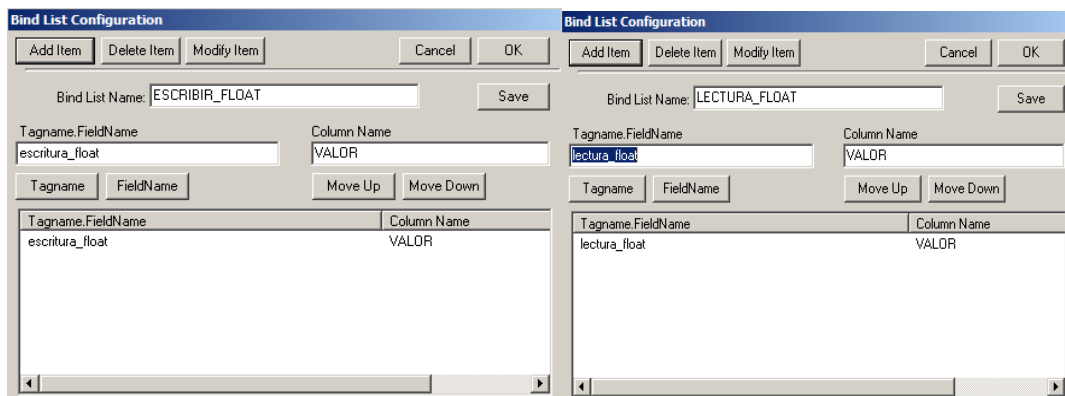 Bind List Configuration
Add Item Delete Item Modify Item Cancel OK
Bind List Name: ESCRIBIR_FLOAT Save
Tagname.FieldName Column Name
escritura_float VALOR
Tagname FieldName Move Up Move Down
Tagname.FieldName Column Name
escritura_float VALOR
Bind List Configuration
Add Item Delete Item Modify Item Cancel OK
Bind List Name: LECTURA_FLOAT Save
Tagname.FieldName Column Name
lectura_float VALOR
Tagname FieldName Move Up Move Down
Tagname.FieldName Column Name
lectura_float VALOR